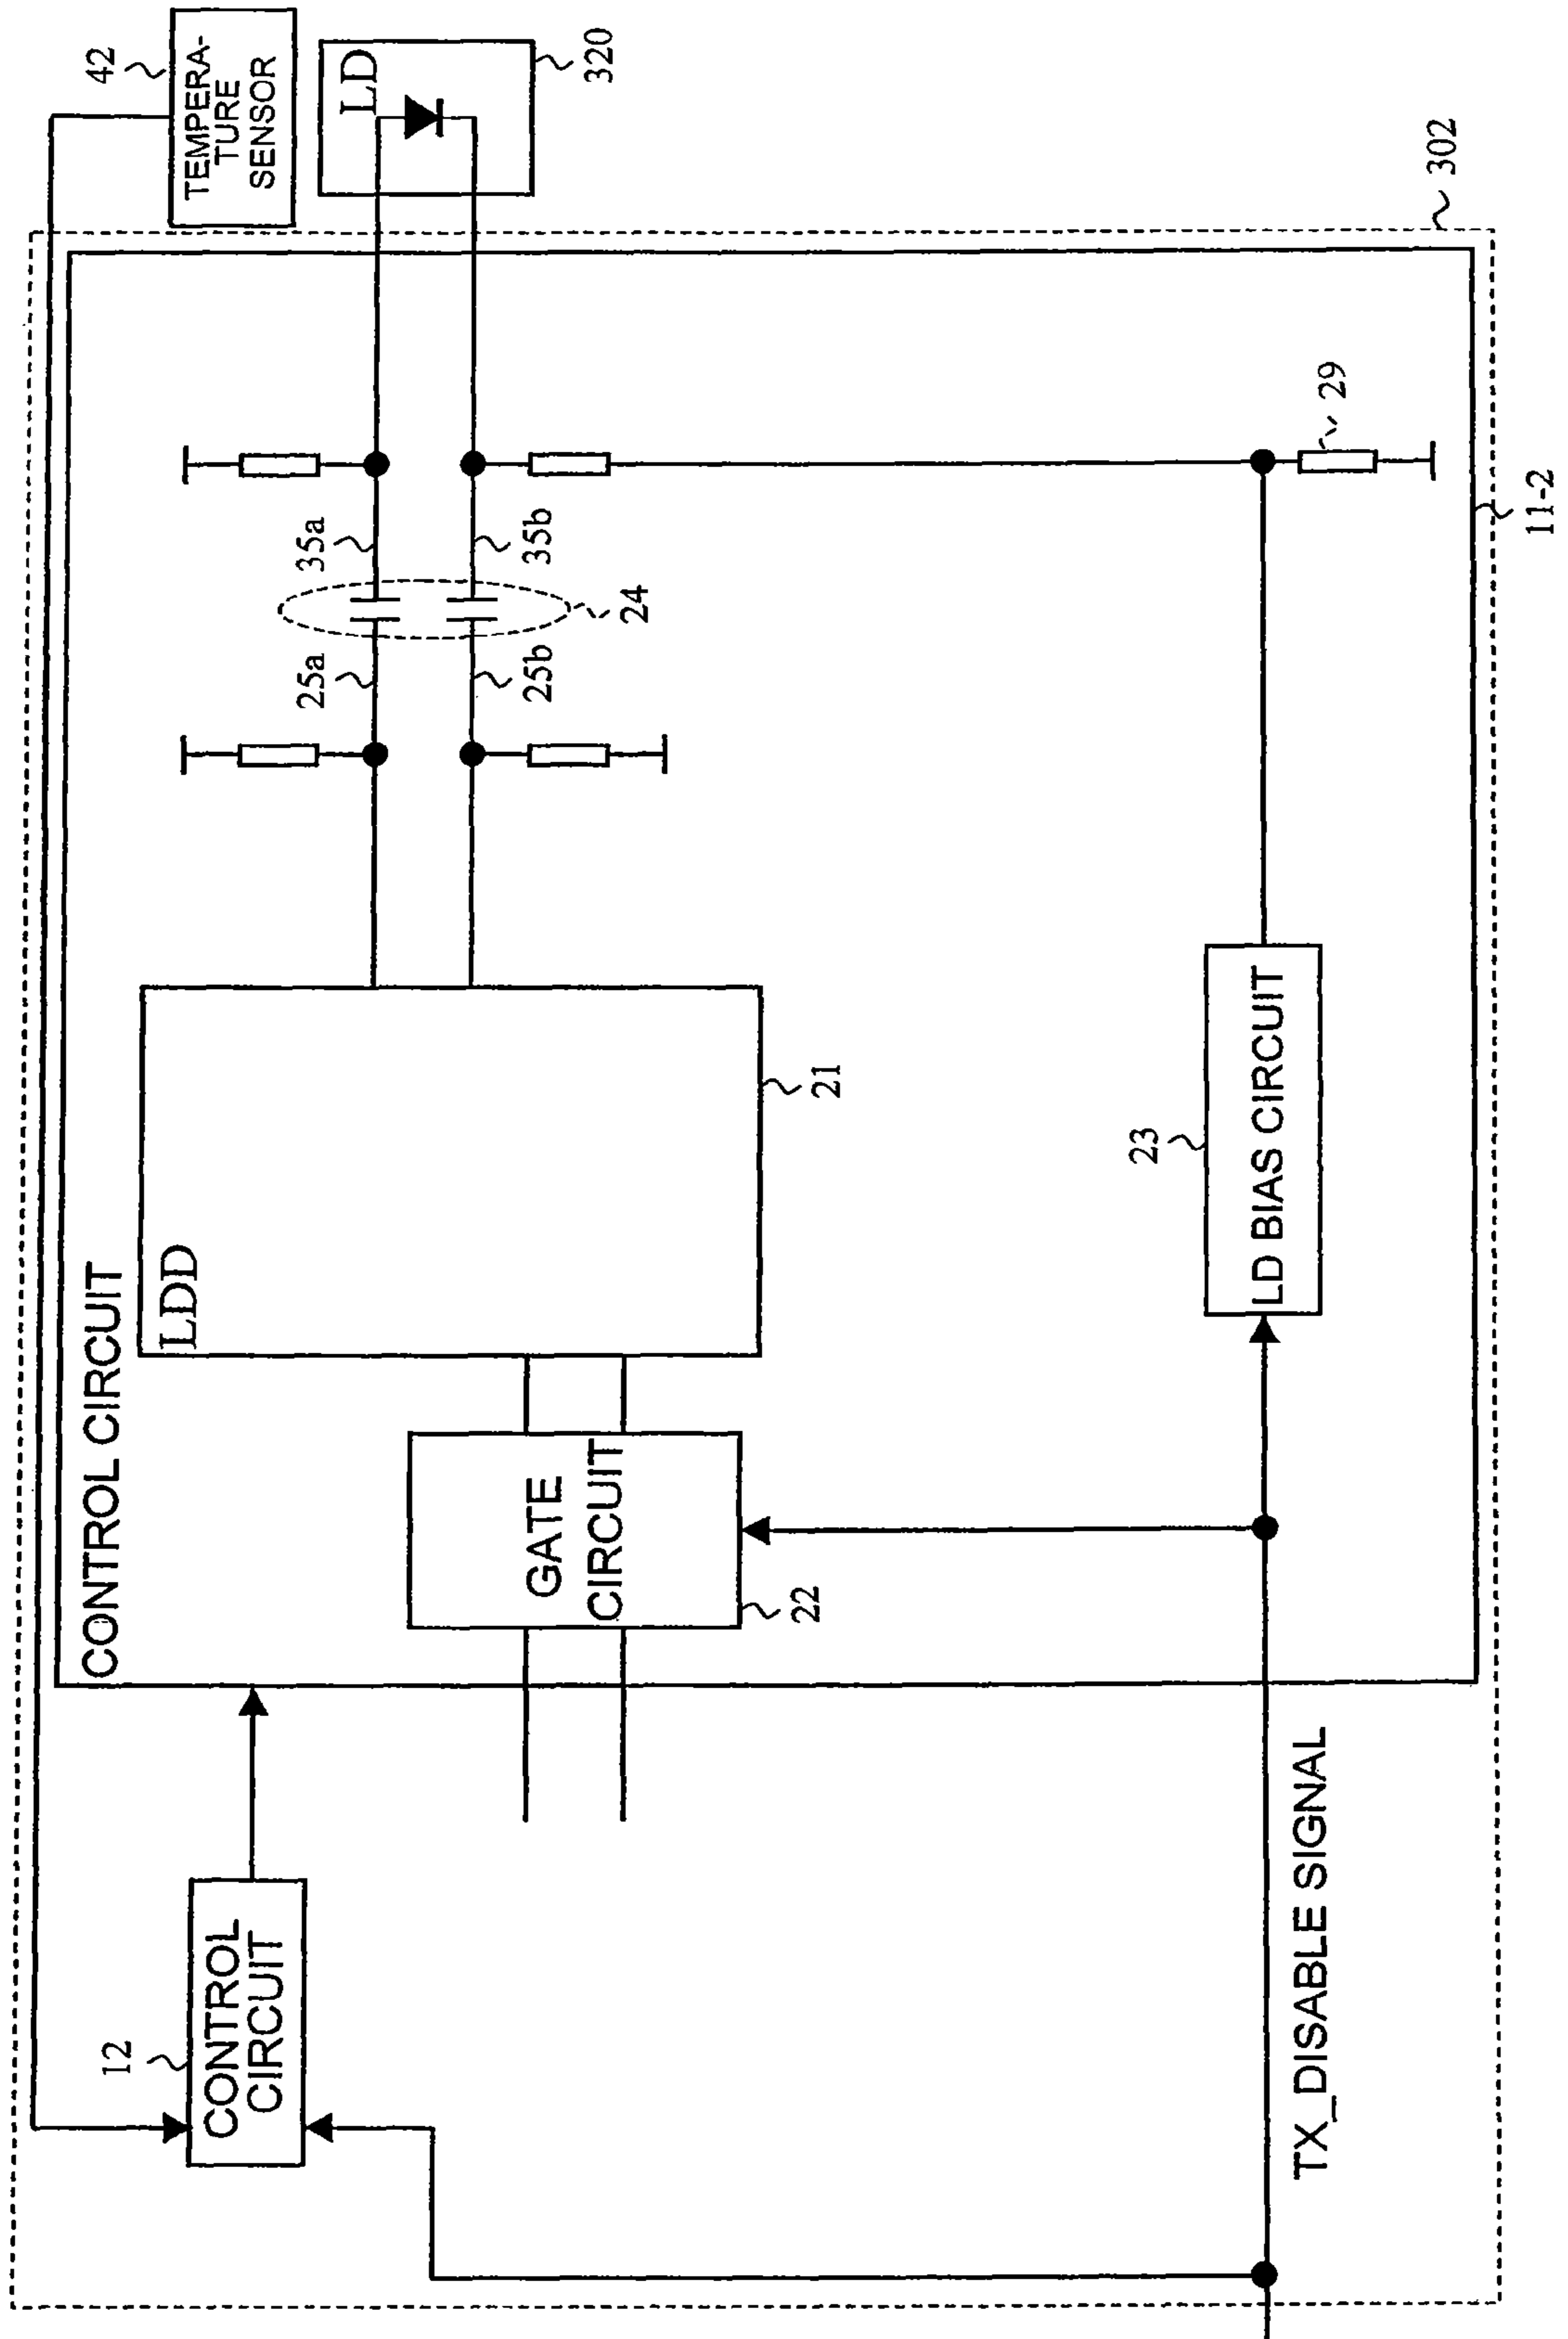 42
TEMPERA-
TURE
SENSOR
LD
320
302
CONTROL CIRCUIT
12
CONTROL
CIRCUIT
LDD
21
25a
35a
25b
35b
24
GATE
CIRCUIT
22
23
LD BIAS CIRCUIT
29
11-2
TX_DISABLE SIGNAL